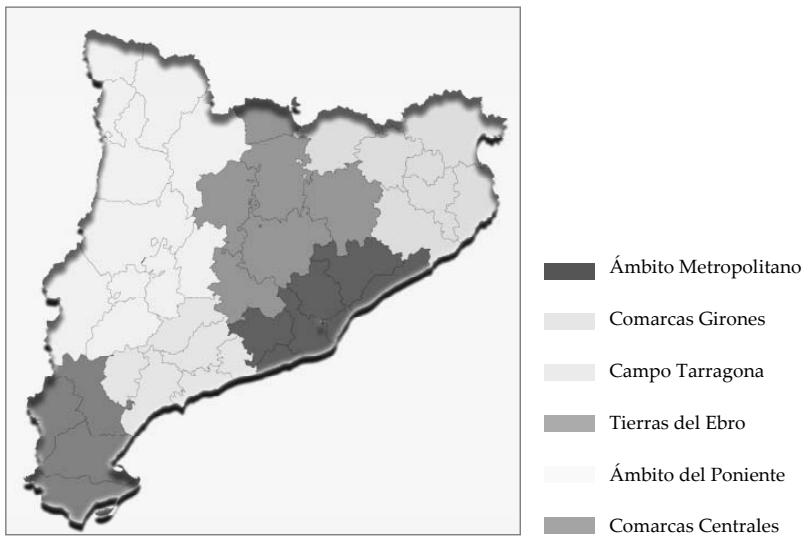 Ámbito Metropolitano
Comarcas Girones
Campo Tarragona
Tierras del Ebro
Ámbito del Poniente
Comarcas Centrales